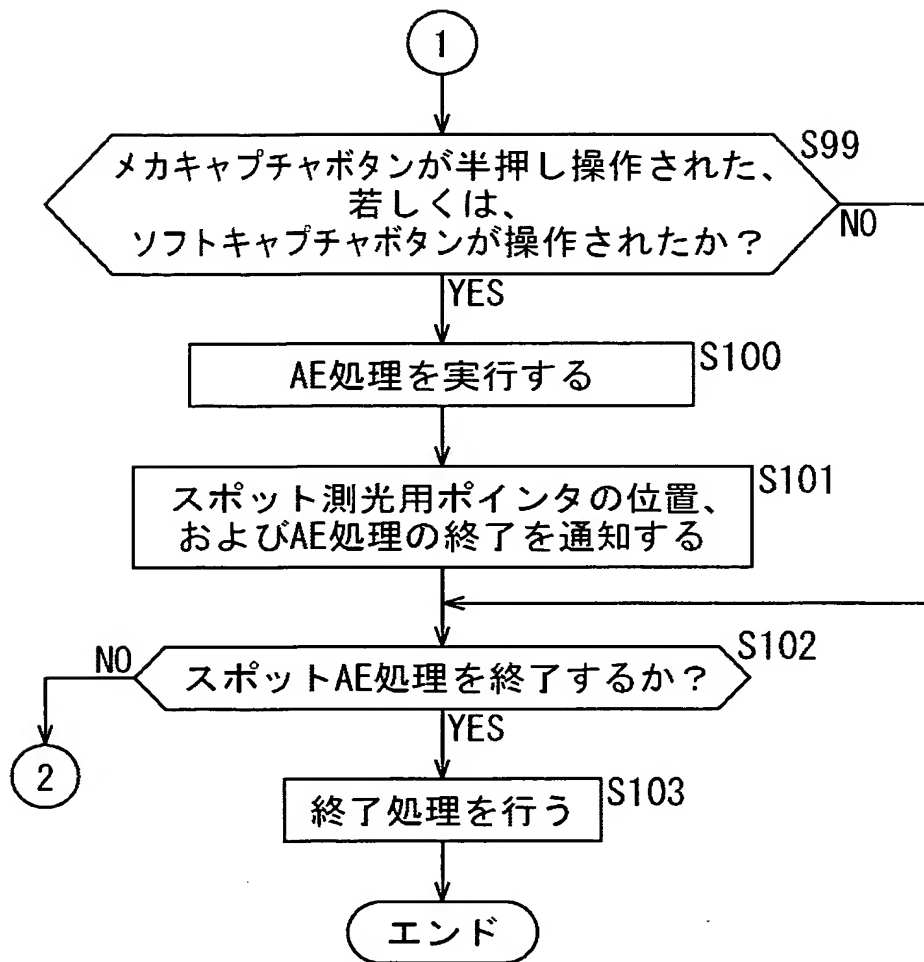 1
S99
メカキャプチャボタンが半押し操作された、
若しくは、
ソフトキャプチャボタンが操作されたか？
NO
YES
S100
AE処理を実行する
S101
スポット測光用ポインタの位置、
およびAE処理の終了を通知する
S102
NO
スポットAE処理を終了するか？
YES
2
S103
終了処理を行う
エンド